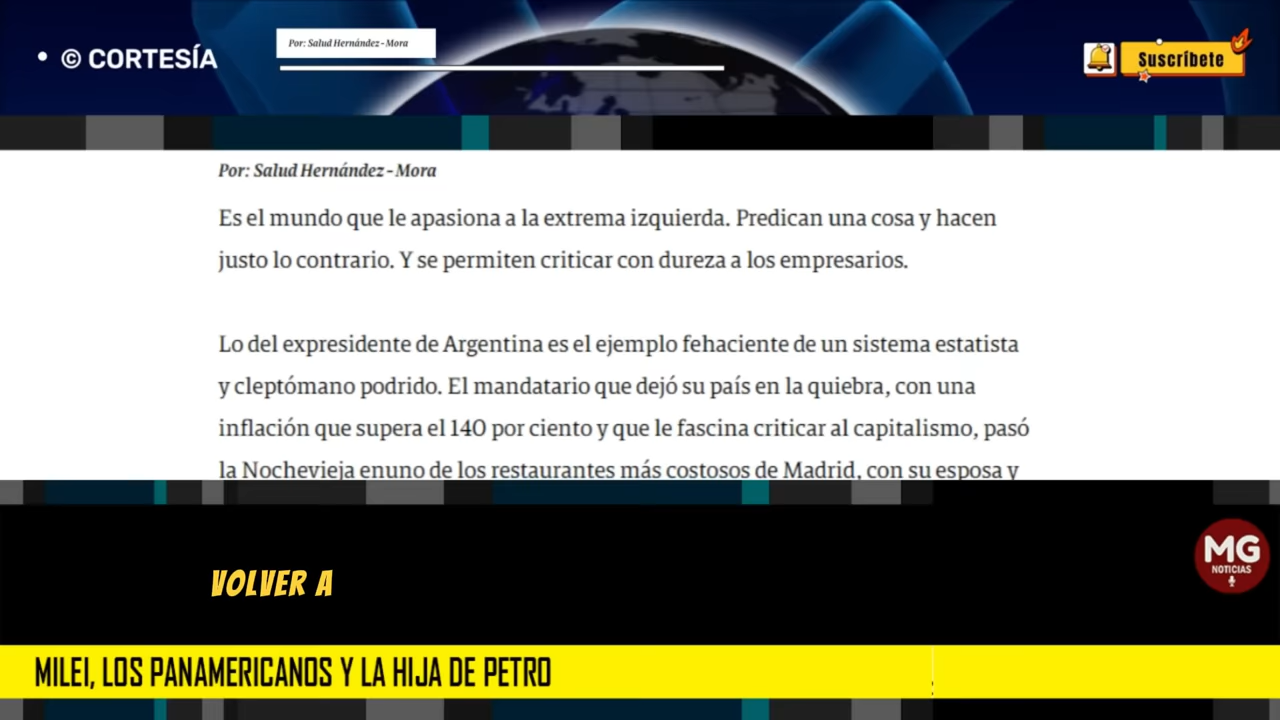 • © CORTESÍA
Por: Salud Hernández - Mora
Suscríbete
Por: Salud Hernández - Mora
Es el mundo que le apasiona a la extrema izquierda. Predican una cosa y hacen
justo lo contrario. Y se permiten criticar con dureza a los empresarios.
Lo del expresidente de Argentina es el ejemplo fehaciente de un sistema estatista
y cleptómano podrido. El mandatario que dejó su país en la quiebra, con una
inflación que supera el 140 por ciento y que le fascina criticar al capitalismo, pasó
la Nochevieja enuno de los restaurantes más costosos de Madrid, con su esposa y
MG
NOTICIAS
VOLVER A
MILEI, LOS PANAMERICANOS Y LA HIJA DE PETRO